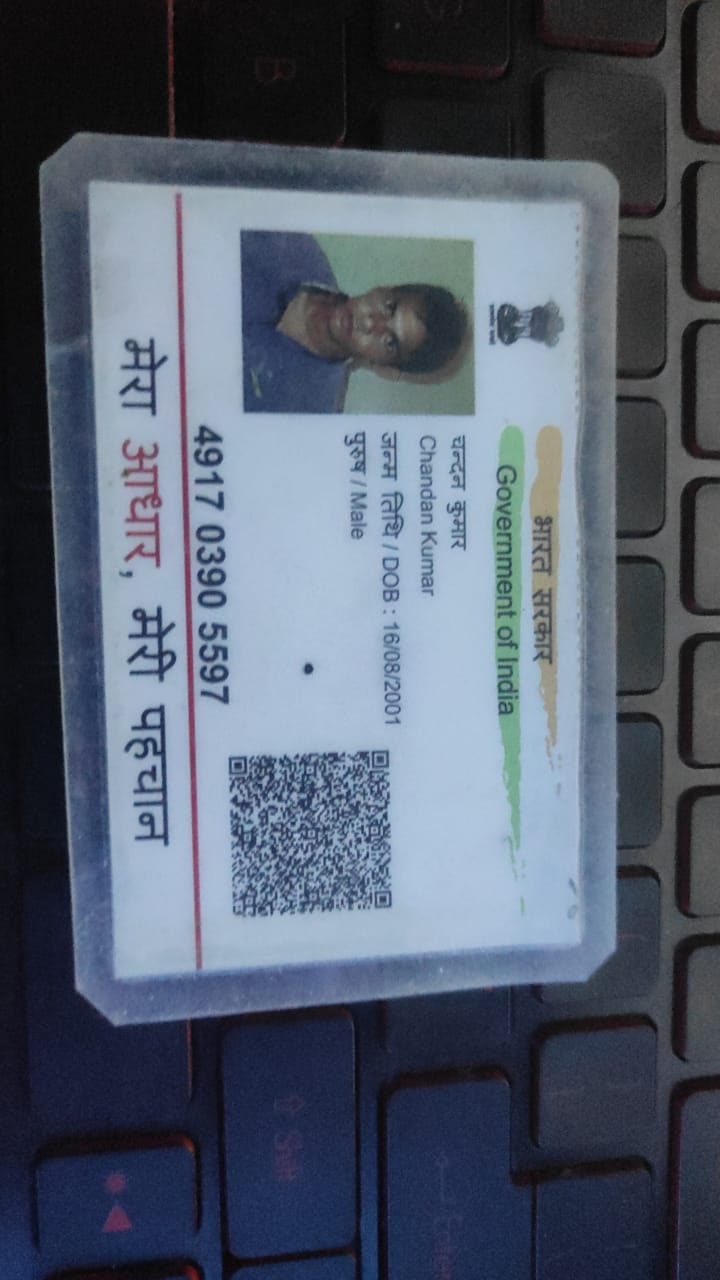 भारत सरकार
Government of India
चन्दन कुमार
Chandan Kumar
जन्म तिथि / DOB : 16/08/2001
पुरुष / Male
4917 0390 5597
मेरा आधार, मेरी पहचान
B
G
Shift
Enter